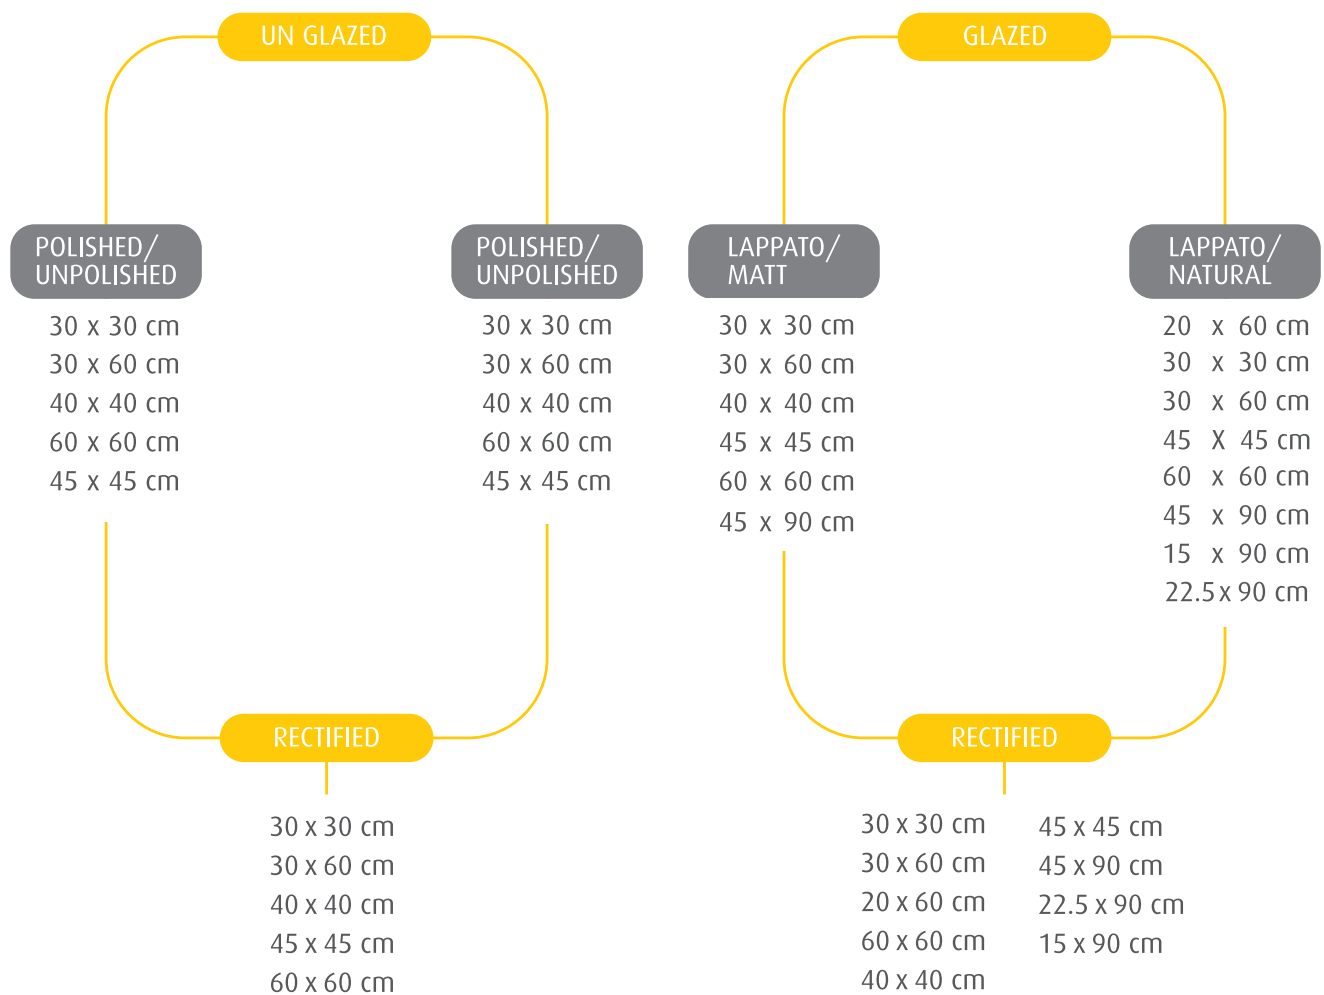 UN GLAZED
POLISHED/
UNPOLISHED
30 x 30 cm
30 x 60 cm
40 x 40 cm
60 x 60 cm
45 x 45 cm
POLISHED/
UNPOLISHED
30 x 30 cm
30 x 60 cm
40 x 40 cm
60 x 60 cm
45 x 45 cm
RECTIFIED
30 x 30 cm
30 x 60 cm
40 x 40 cm
45 x 45 cm
60 x 60 cm
GLAZED
LAPPATO/
MATT
30 x 30 cm
30 x 60 cm
40 x 40 cm
45 x 45 cm
60 x 60 cm
45 x 90 cm
LAPPATO/
NATURAL
20 x 60 cm
30 x 30 cm
30 x 60 cm
45 X 45 cm
60 x 60 cm
45 x 90 cm
15 x 90 cm
22.5 x 90 cm
RECTIFIED
30 x 30 cm
30 x 60 cm
20 x 60 cm
60 x 60 cm
40 x 40 cm
45 x 45 cm
45 x 90 cm
22.5 x 90 cm
15 x 90 cm